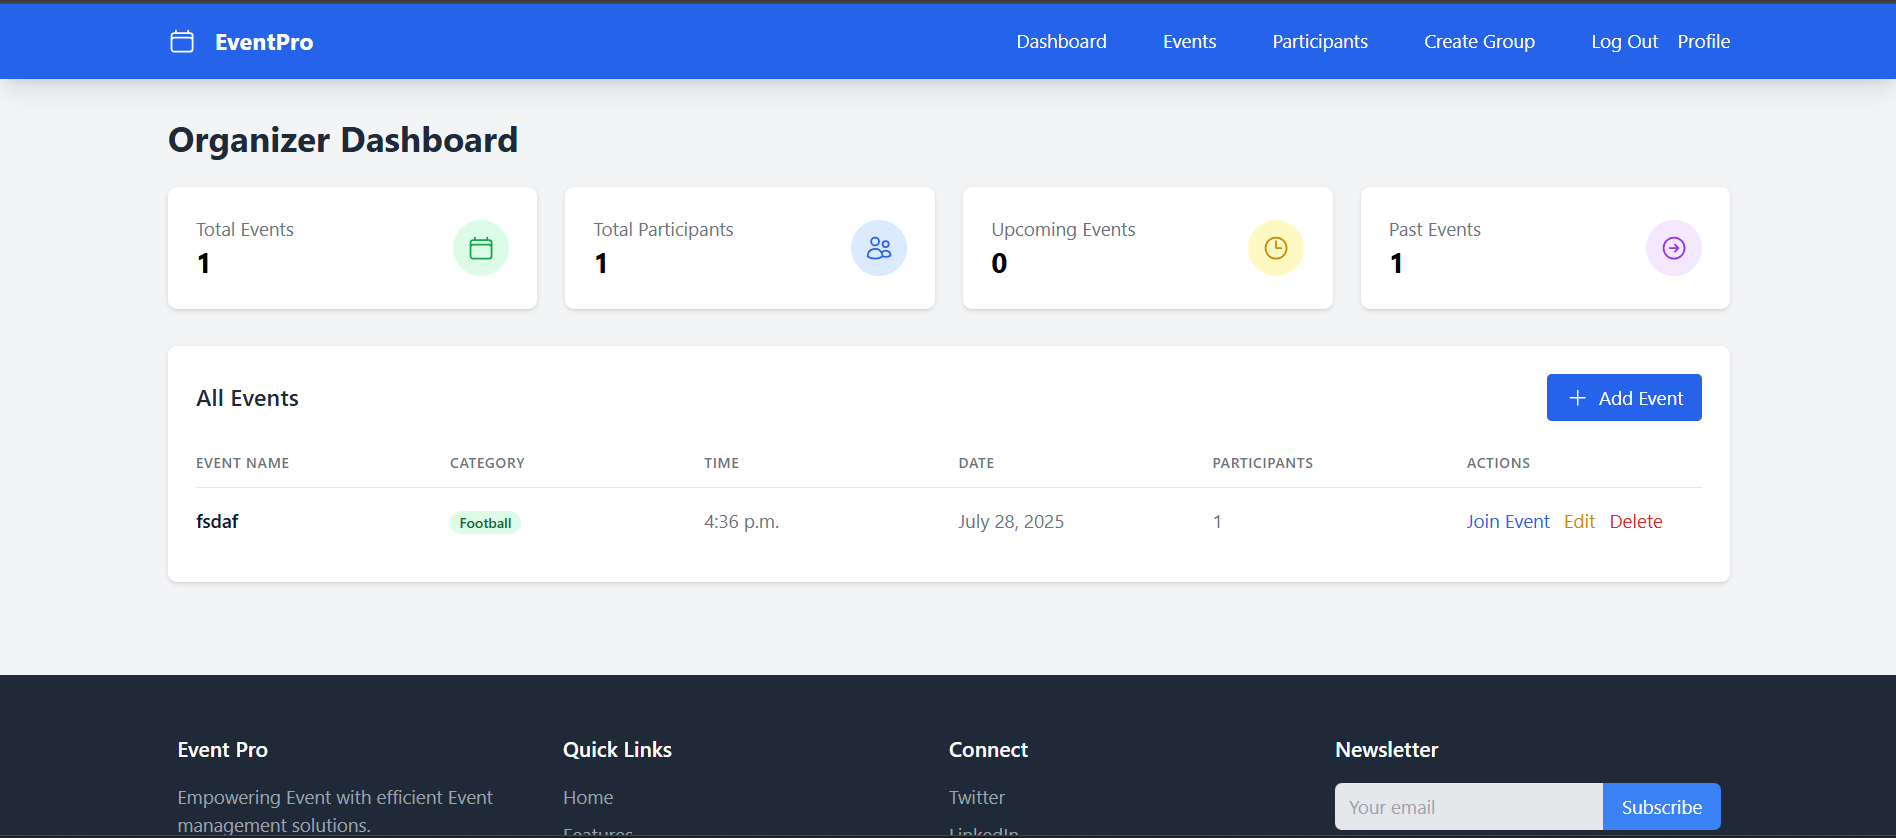 EventPro
Dashboard Events Participants Create Group Log Out Profile
Organizer Dashboard
Total Events
1
Total Participants
1
Upcoming Events
0
Past Events
1
All Events
Add Event
EVENT NAME CATEGORY TIME DATE PARTICIPANTS ACTIONS
fsdaf Football 4:36 p.m. July 28, 2025 1 Join Event Edit Delete
Event Pro
Empowering Event with efficient Event
management solutions.
Quick Links
Home
Features
Connect
Twitter
LinkedIn
Newsletter
Your email Subscribe